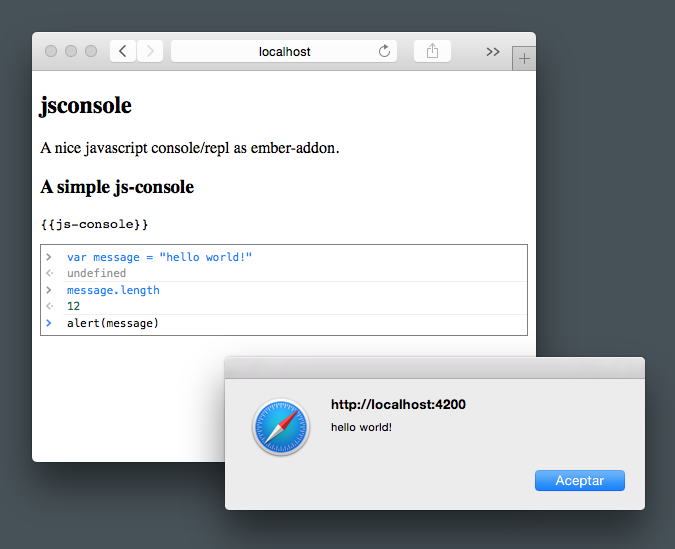 localhost
jsconsole
A nice javascript console/repl as ember-addon.
A simple js-console
{{js-console}}
var message = "hello world!"
undefined
message.length
12
alert(message)
http://localhost:4200
hello world!
Aceptar